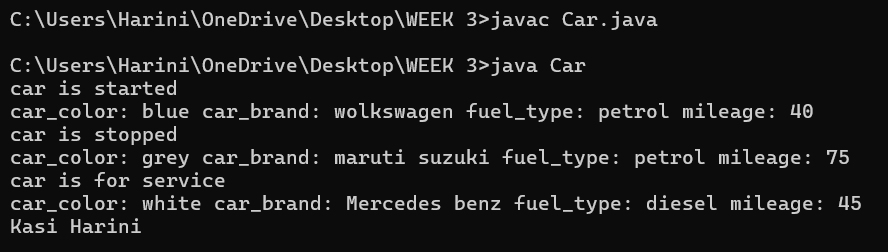 C:\Users\Harini\OneDrive\Desktop\WEEK 3>javac Car.java
C:\Users\Harini\OneDrive\Desktop\WEEK 3>java Car
car is started
car_color: blue car_brand: wolkswagen fuel_type: petrol mileage: 40
car is stopped
car_color: grey car_brand: maruti suzuki fuel_type: petrol mileage: 75
car is for service
car_color: white car_brand: Mercedes benz fuel_type: diesel mileage: 45
Kasi Harini